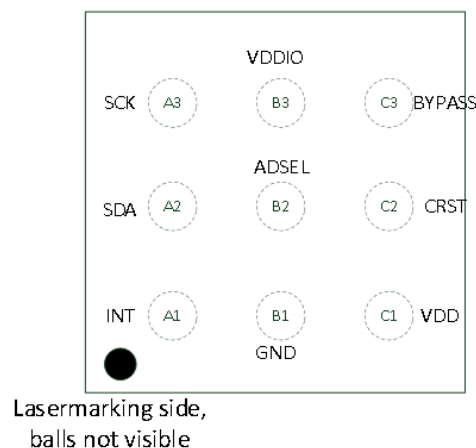 VDDIO
SCK A3 B3 C3 BYPASS
ADSEL
SDA A2 B2 C2 CRST
INT A1 B1 C1 VDD
GND
Lasermarking side,
balls not visible